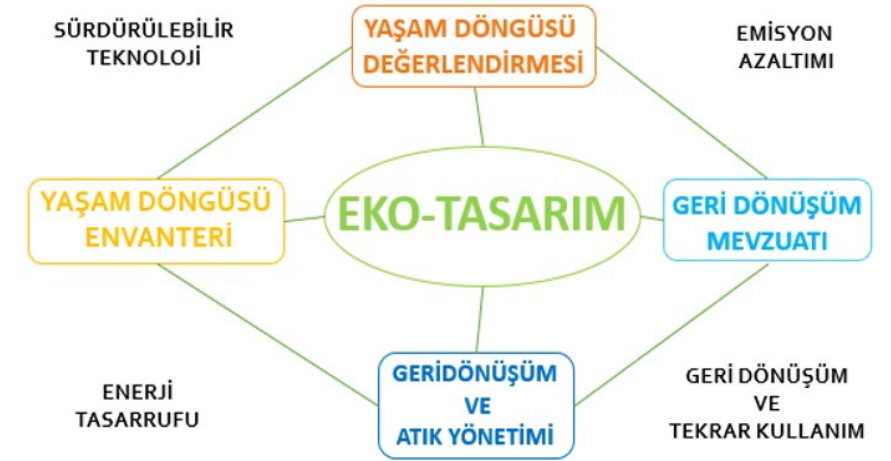 SÜRDÜRÜLEBİLİR
TEKNOLOJİ
YAŞAM DÖNGÜSÜ
DEĞERLENDİRMESİ
EMİSYON
AZALTIMI
YAŞAM DÖNGÜSÜ
ENVANTERİ
EKO-TASARIM
GERİ DÖNÜŞÜM
MEVZUATI
ENERJİ
TASARRUFU
GERİDÖNÜŞÜM
VE
ATIK YÖNETİMİ
GERİ DÖNÜŞÜM
VE
TEKRAR KULLANIM